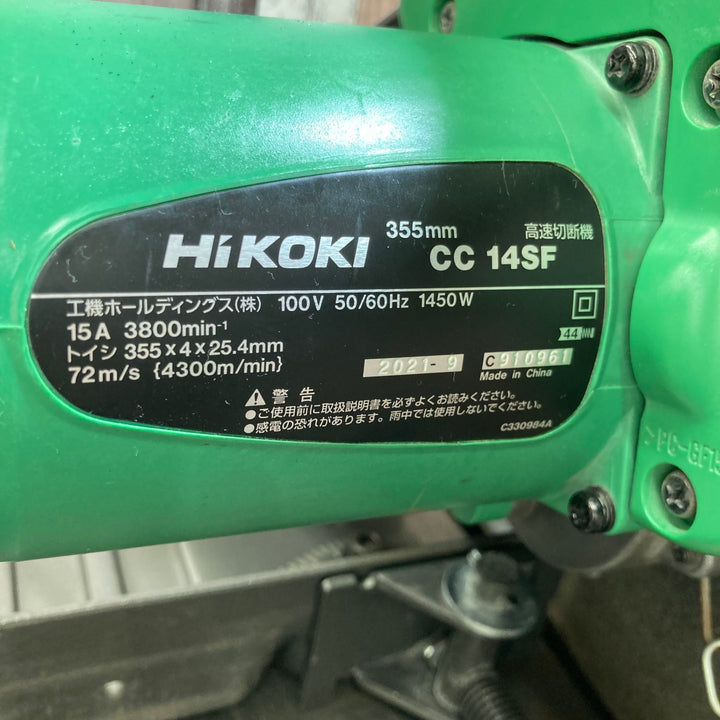 355mm 高速切断機
HiKOKI CC 14SF
工機ホールディングス(株) 100V 50/60Hz 1450W
15A 3800min⁻¹
44
トイシ 355x4x25.4mm
72m/s {4300m/min}
2021-9 C910961
Made in China
警告
●ご使用前に取扱説明書を必ずよくお読みください。
●感電の恐れがあります。雨中では使用しないでください。
C330984A
>PC-GF15